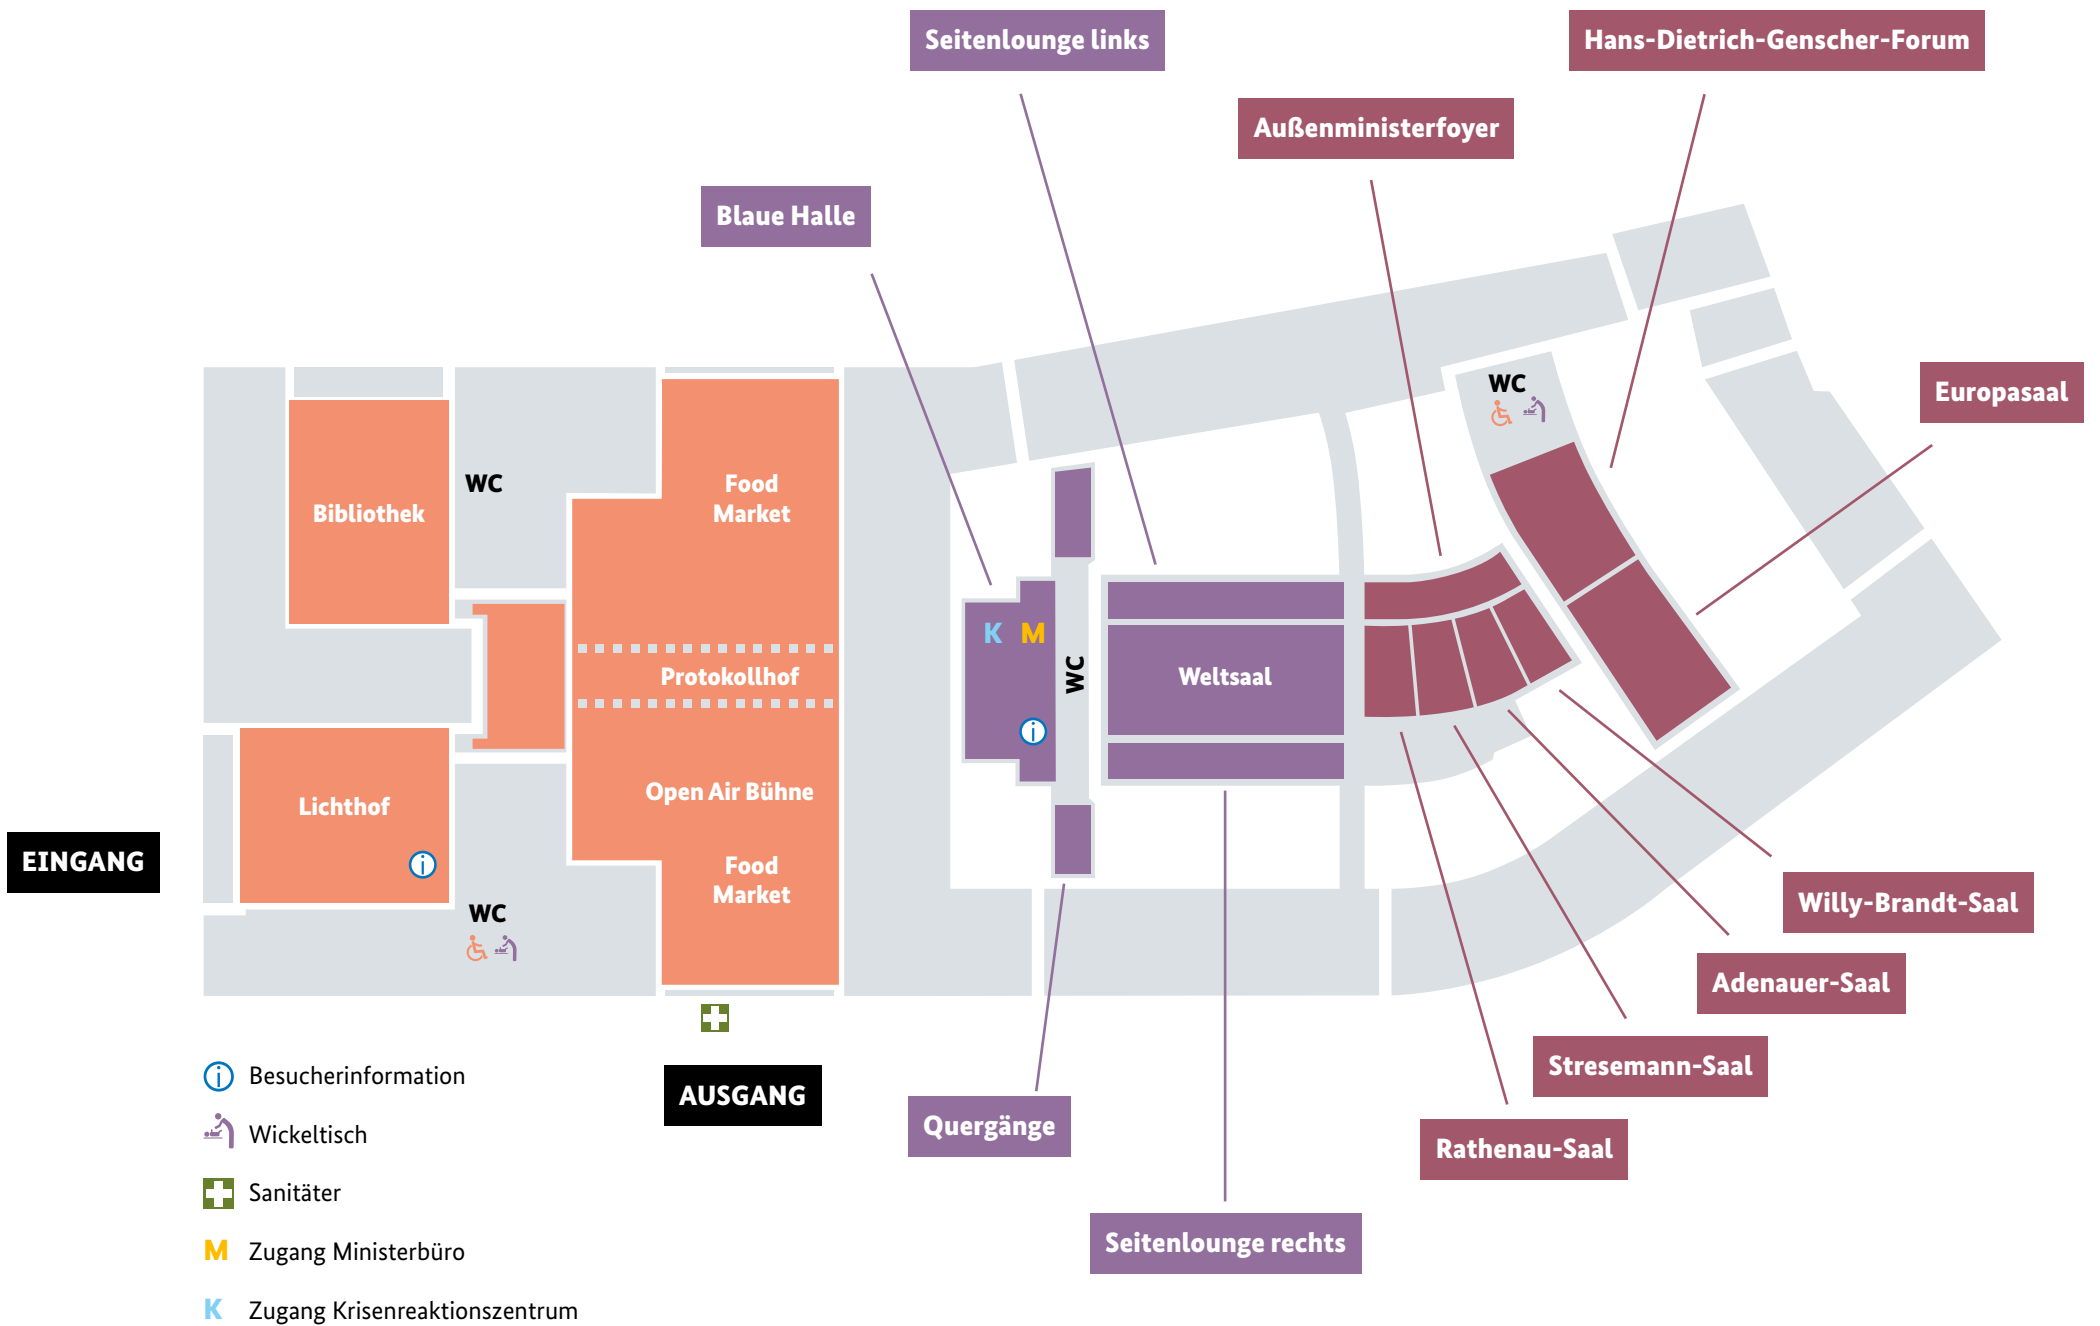 Seitenlounge links
Hans-Dietrich-Genscher-Forum
Außenministerfoyer
Blaue Halle
Europasaal
WC
WC
Bibliothek
Food
Market
K M
WC
Weltsaal
Protokollhof
i
Open Air Bühne
Lichthof
EINGANG
i
Food
Market
WC
Willy-Brandt-Saal
Adenauer-Saal
Stresemann-Saal
Rathenau-Saal
AUSGANG
Quergänge
Seitenlounge rechts
i Besucherinformation
Wickeltisch
Sanitäter
M Zugang Ministerbüro
K Zugang Krisenreaktionszentrum